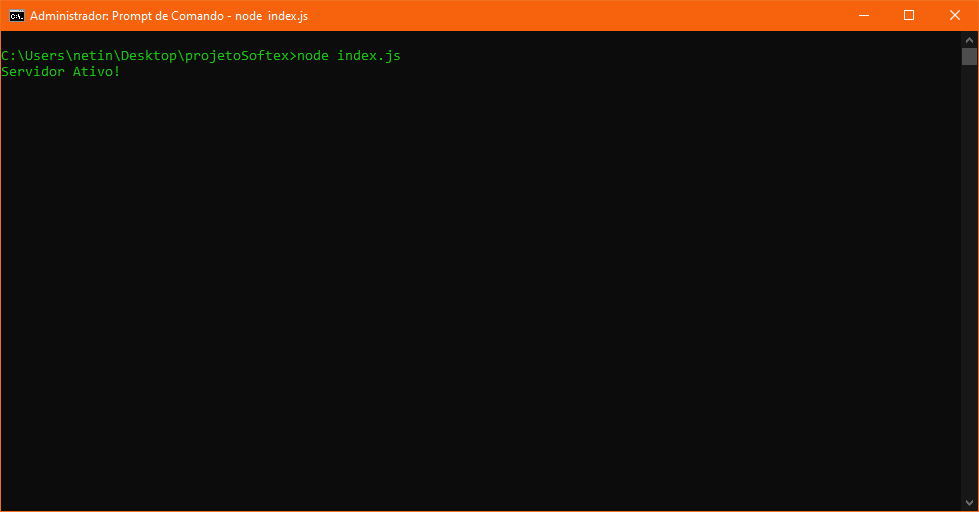 Administrador: Prompt de Comando - node  index.js
C:\Users\netin\Desktop\projetoSoftex>node index.js
Servidor Ativo!